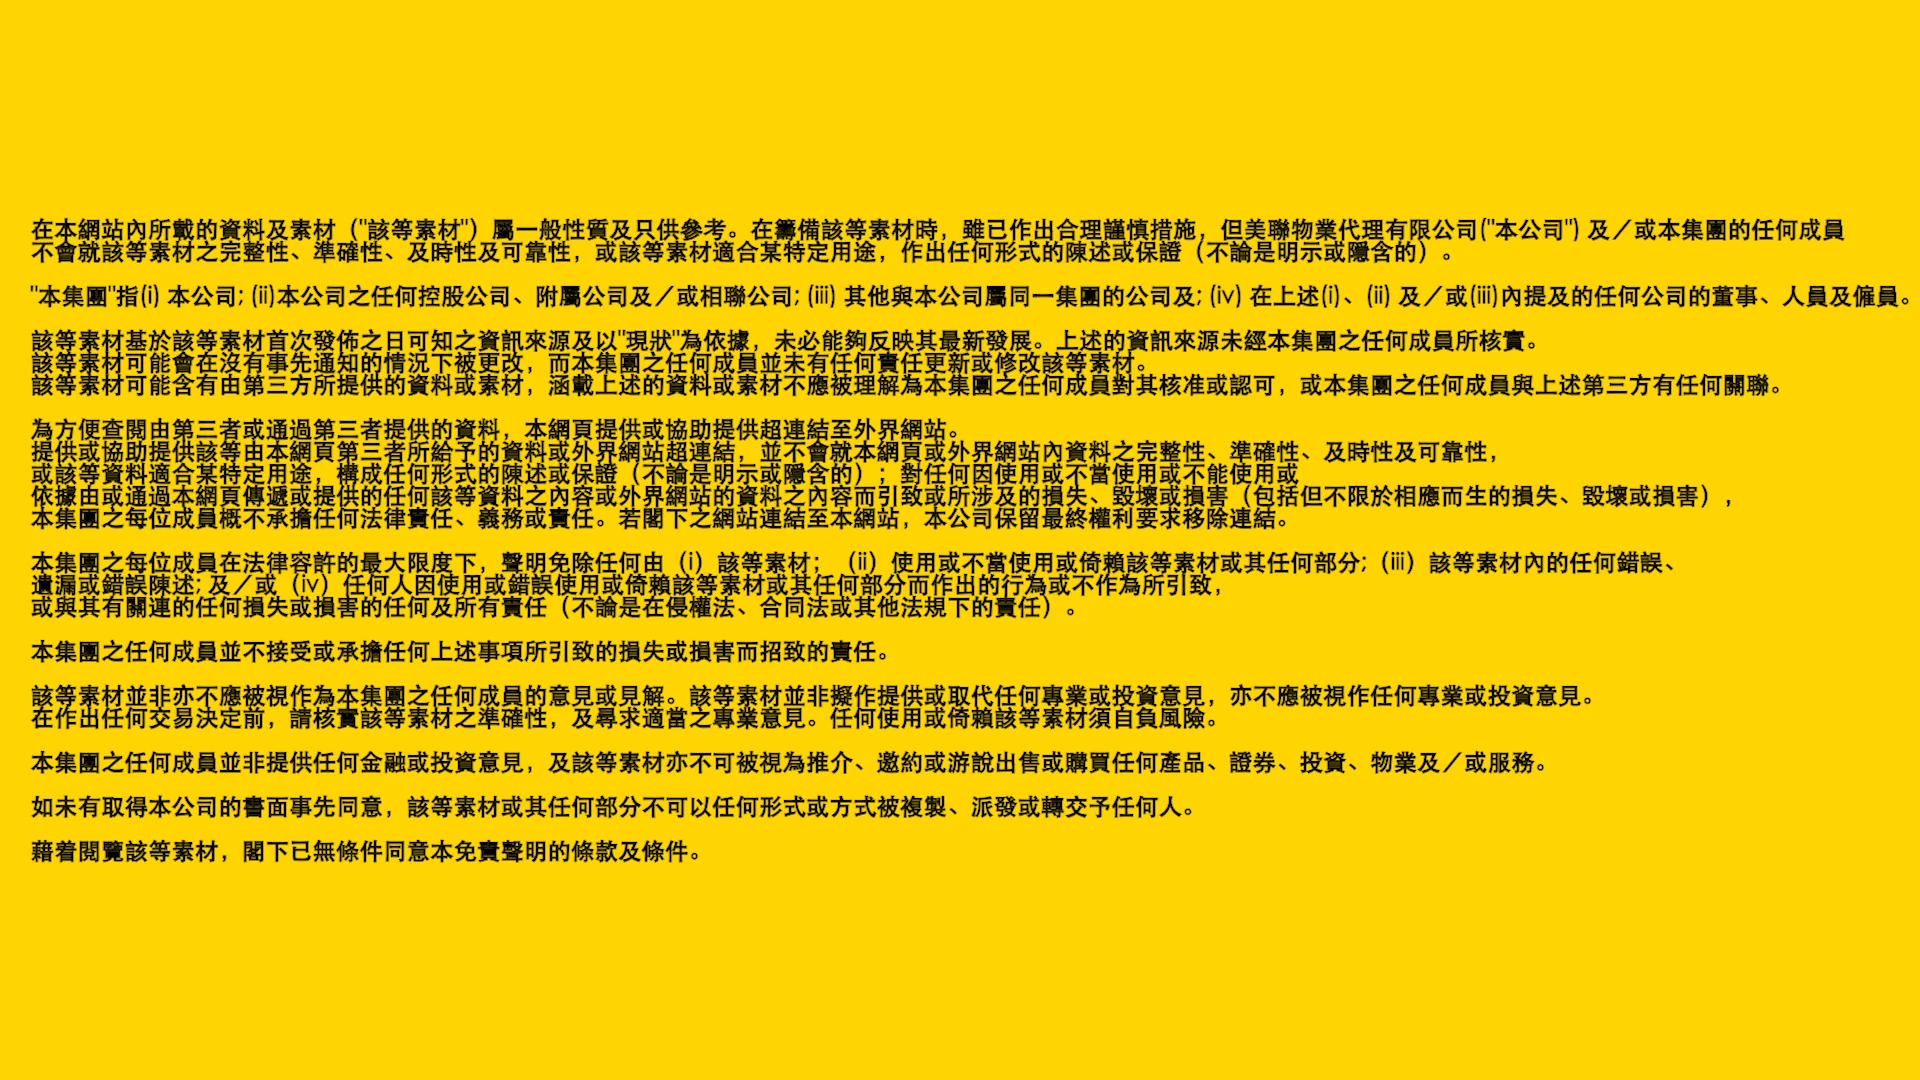 在本網站內所載的資料及素材（"該等素材"）屬一般性質及只供參考。在籌備該等素材時，雖已作出合理謹慎措施，但美聯物業代理有限公司("本公司") 及／或本集團的任何成員
不會就該等素材之完整性、準確性、及時性及可靠性，或該等素材適合某特定用途，作出任何形式的陳述或保證（不論是明示或隱含的）。
"本集團"指(i) 本公司; (ii)本公司之任何控股公司、附屬公司及／或相聯公司; (iii) 其他與本公司屬同一集團的公司及; (iv) 在上述(i)、(ii) 及／或(iii)內提及的任何公司的董事、人員及僱員。
該等素材基於該等素材首次發佈之日可知之資訊來源及以"現狀"為依據，未必能夠反映其最新發展。上述的資訊來源未經本集團之任何成員所核實。
該等素材可能會在沒有事先通知的情況下被更改，而本集團之任何成員並未有任何責任更新或修改該等素材。
該等素材可能含有由第三方所提供的資料或素材，涵載上述的資料或素材不應被理解為本集團之任何成員對其核准或認可，或本集團之任何成員與上述第三方有任何關聯。
為方便查閱由第三者或通過第三者提供的資料，本網頁提供或協助提供超連結至外界網站。
提供或協助提供該等由本網頁第三者所給予的資料或外界網站超連結，並不會就本網頁或外界網站內資料之完整性、準確性、及時性及可靠性，
或該等資料適合某特定用途，構成任何形式的陳述或保證（不論是明示或隱含的）；對任何因使用或不當使用或不能使用或
依據由或通過本網頁傳遞或提供的任何該等資料之內容或外界網站的資料之內容而引致或所涉及的損失、毀壞或損害（包括但不限於相應而生的損失、毀壞或損害），
本集團之每位成員概不承擔任何法律責任、義務或責任。若閣下之網站連結至本網站，本公司保留最終權利要求移除連結。
本集團之每位成員在法律容許的最大限度下，聲明免除任何由（i）該等素材；（ii）使用或不當使用或倚賴該等素材或其任何部分;（iii）該等素材內的任何錯誤、
遺漏或錯誤陳述; 及／或（iv）任何人因使用或錯誤使用或倚賴該等素材或其任何部分而作出的行為或不作為所引致，
或與其有關連的任何損失或損害的任何及所有責任（不論是在侵權法、合同法或其他法規下的責任）。
本集團之任何成員並不接受或承擔任何上述事項所引致的損失或損害而招致的責任。
該等素材並非亦不應被視作為本集團之任何成員的意見或見解。該等素材並非擬作提供或取代任何專業或投資意見，亦不應被視作任何專業或投資意見。
在作出任何交易決定前，請核實該等素材之準確性，及尋求適當之專業意見。任何使用或倚賴該等素材須自負風險。
本集團之任何成員並非提供任何金融或投資意見，及該等素材亦不可被視為推介、邀約或游說出售或購買任何產品、證券、投資、物業及／或服務。
如未有取得本公司的書面事先同意，該等素材或其任何部分不可以任何形式或方式被複製、派發或轉交予任何人。
藉着閱覽該等素材，閣下已無條件同意本免責聲明的條款及條件。